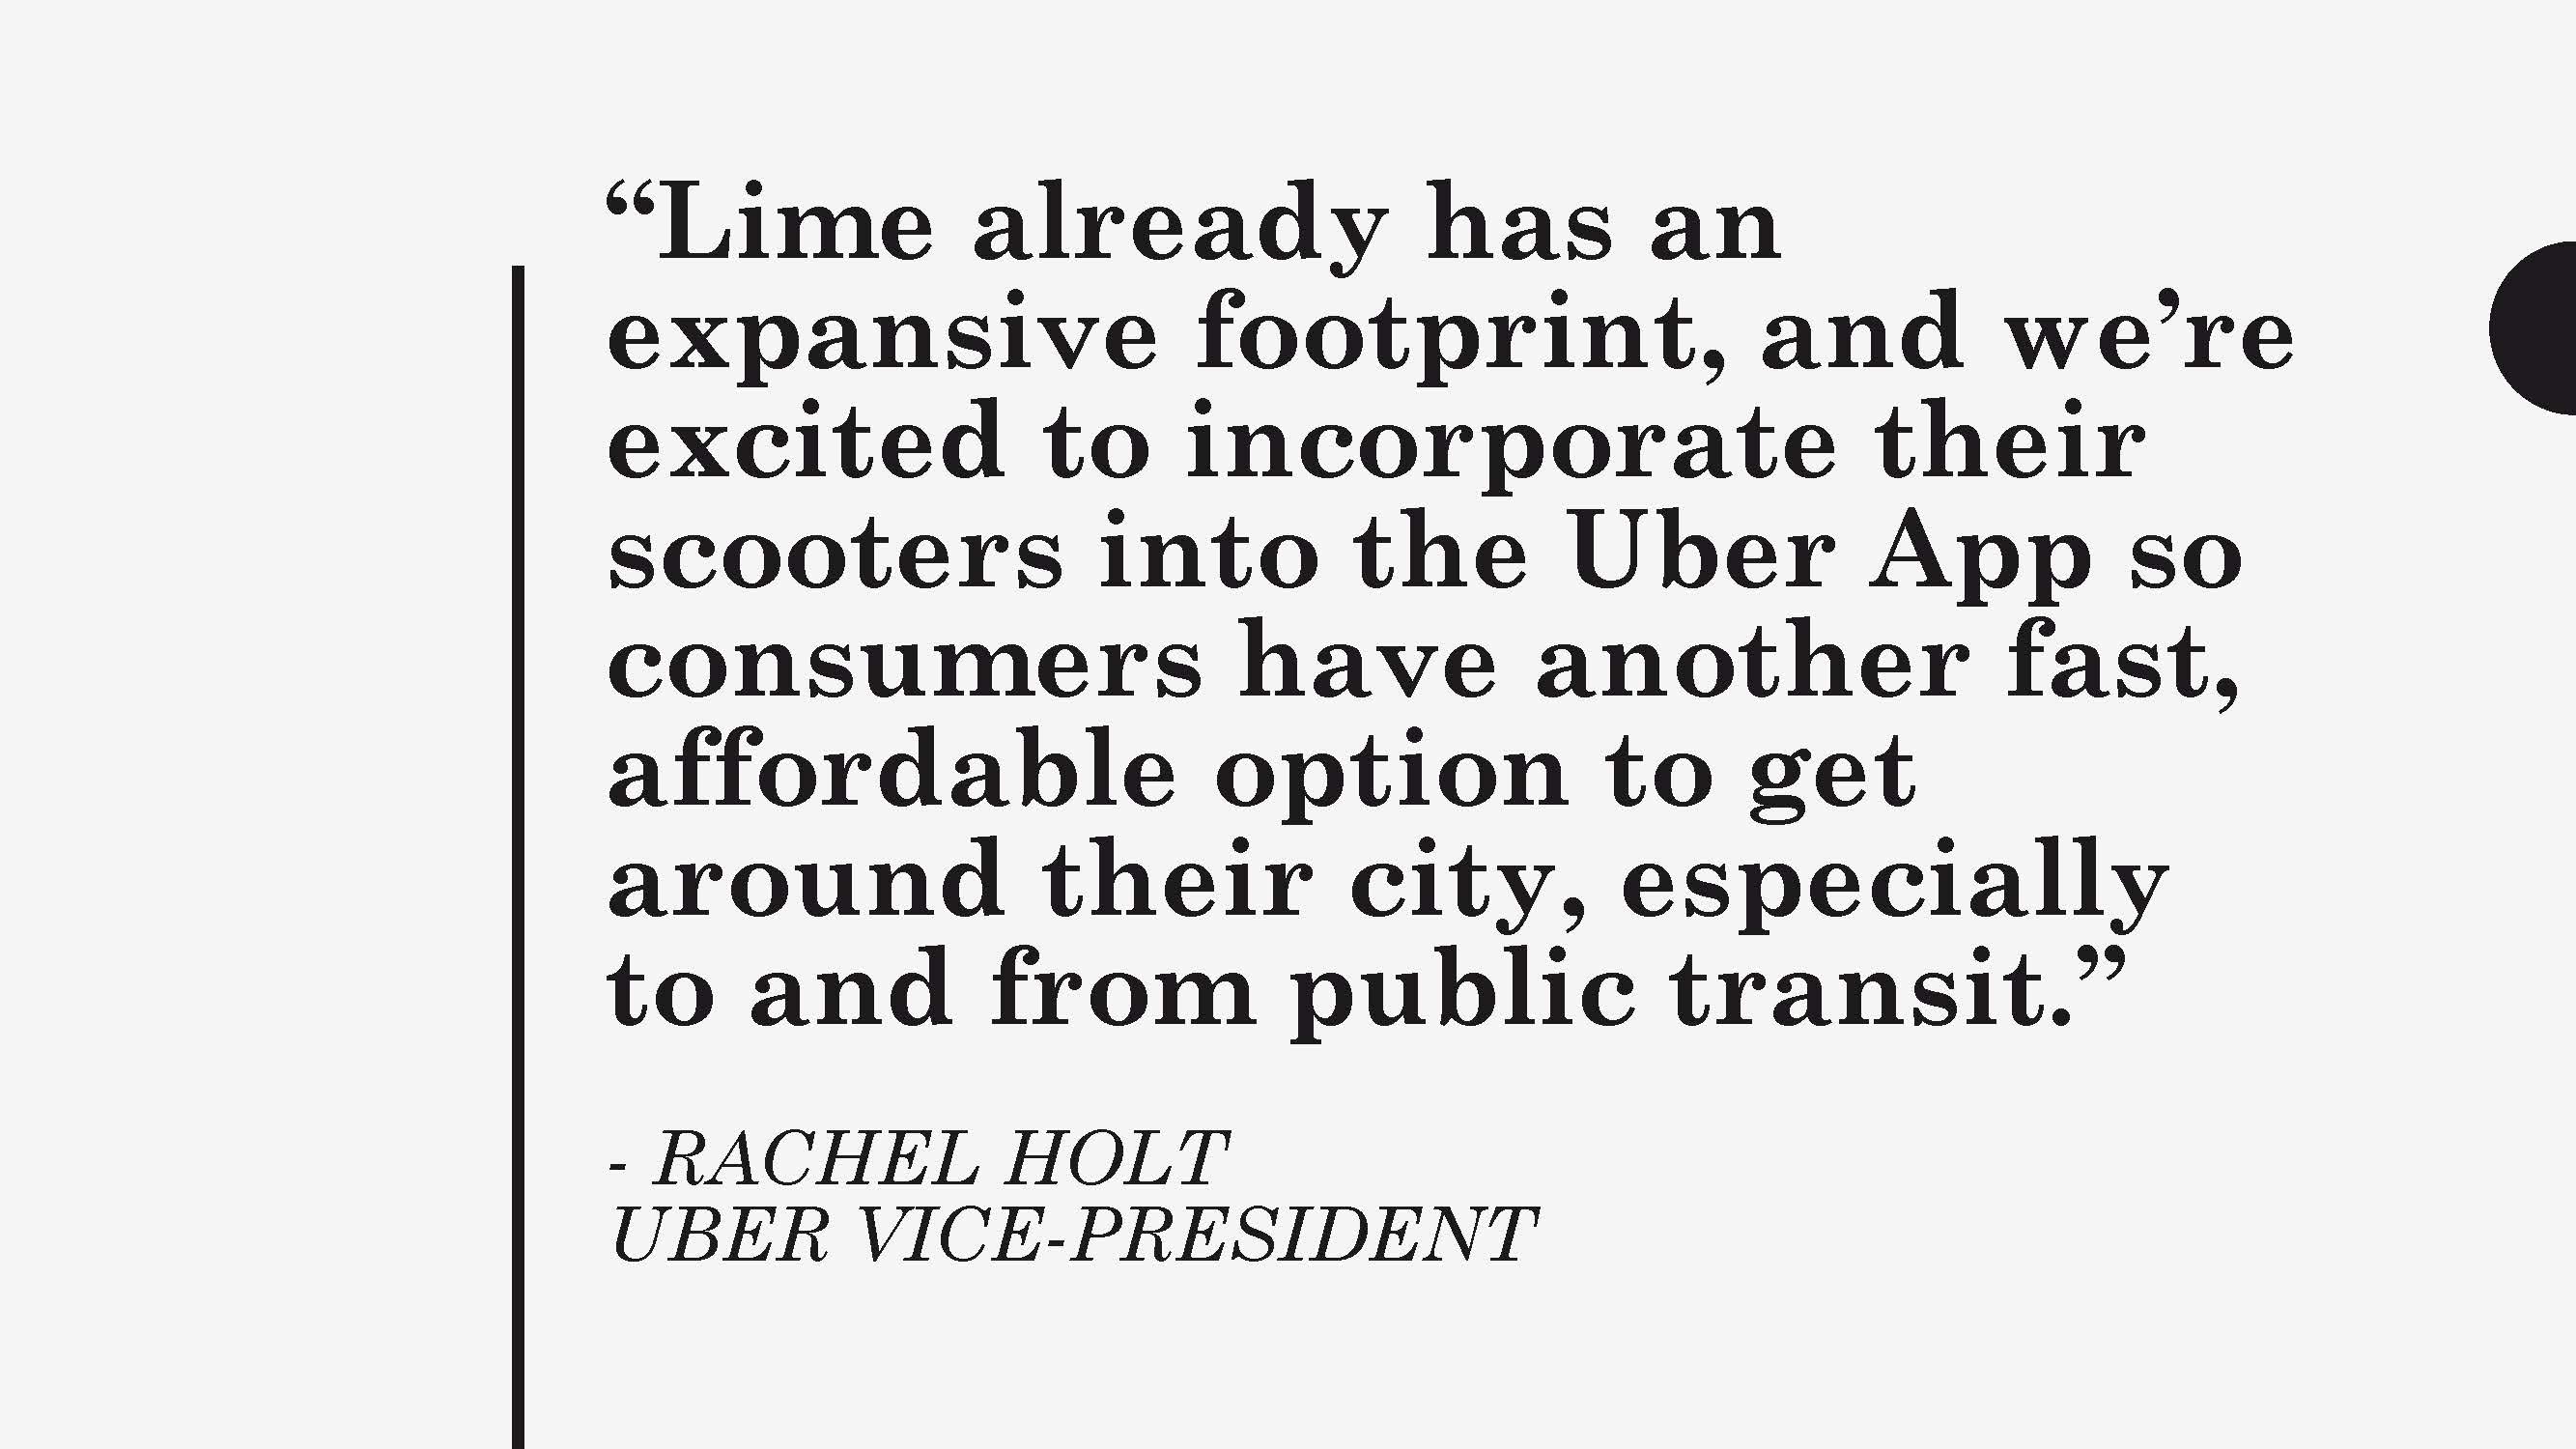 “Lime already has an
expansive footprint, and we’re
excited to incorporate their
scooters into the Uber App so
consumers have another fast,
affordable option to get
around their city, especially
to and from public transit.”
- RACHEL HOLT
UBER VICE-PRESIDENT